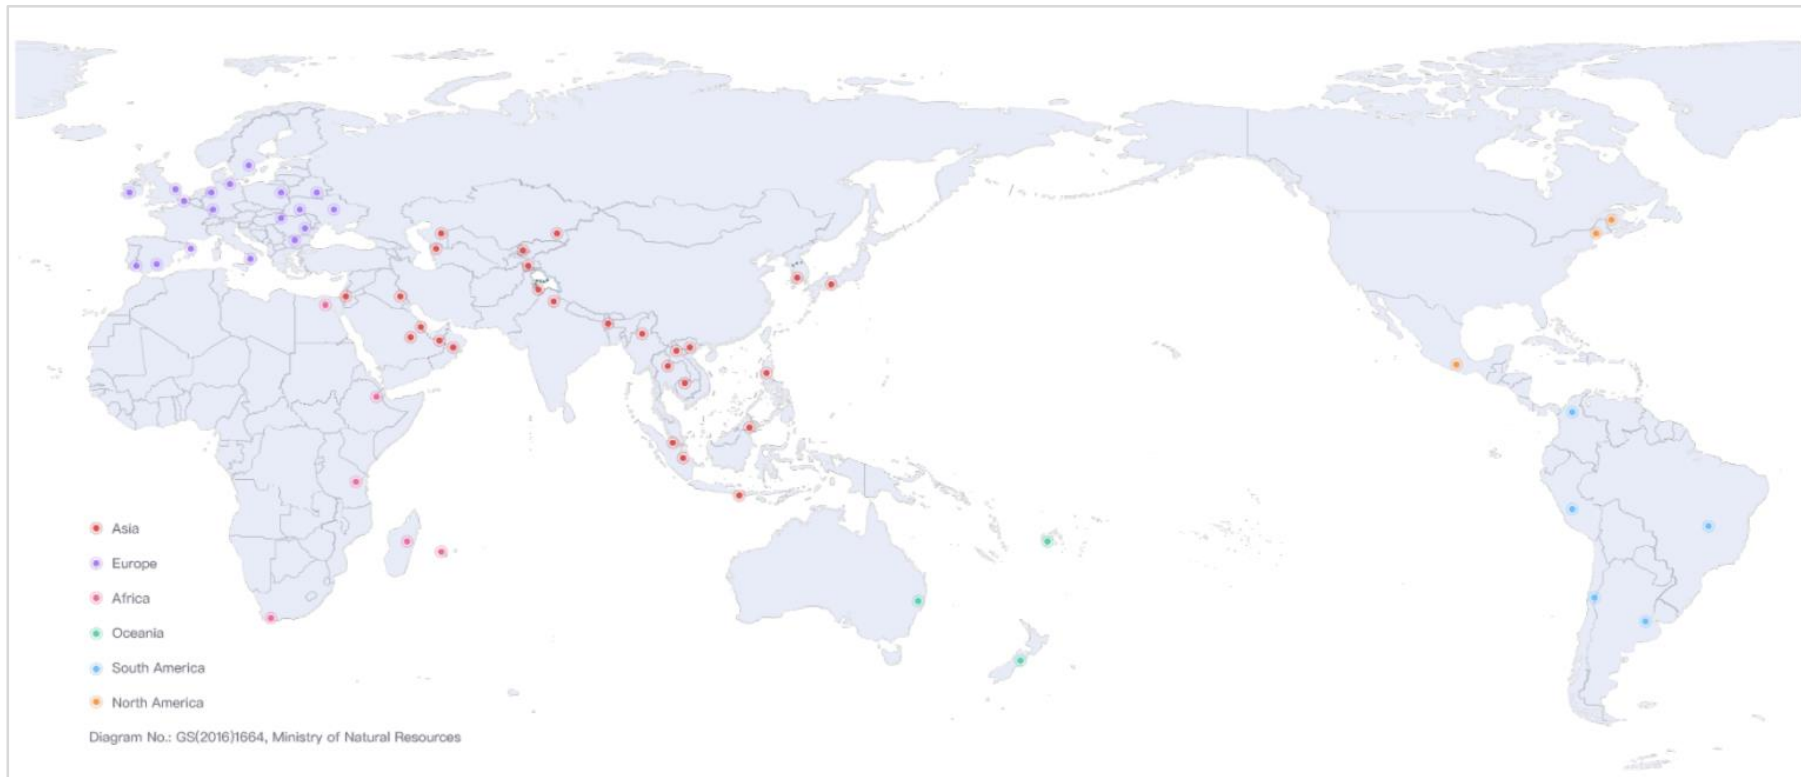 Asia
Europe
Africa
Oceania
South America
North America
Diagram No.: GS(2016)1664, Ministry of Natural Resources